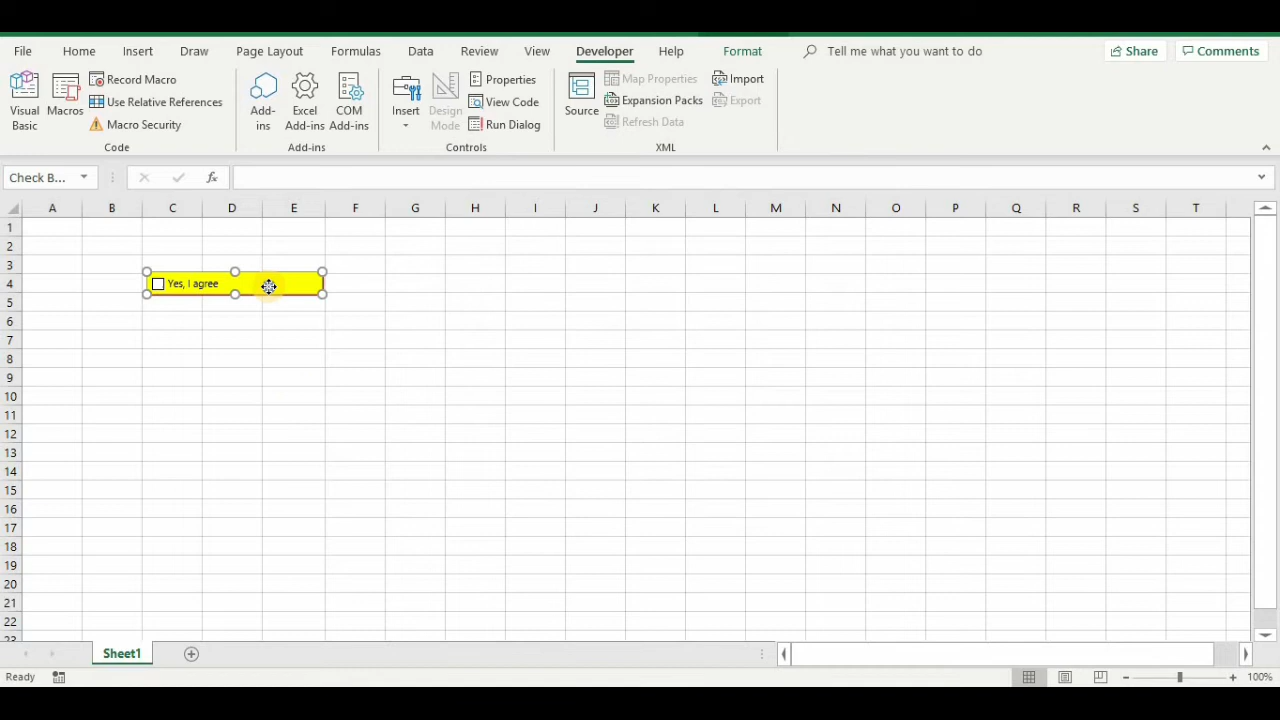 File Home Insert Draw Page Layout Formulas Data Review View Developer Help Format Tell me what you want to do Share Comments
Visual Basic
Macros
Record Macro
Use Relative References
Macro Security
Code
Add-ins
Excel Add-ins
COM Add-ins
Add-ins
Insert
Design Mode
Properties
View Code
Run Dialog
Controls
Source
Map Properties
Expansion Packs
Refresh Data
Import
Export
XML
Check B...
fx
A B C D E F G H I J K L M N O P Q R S T
1
2
3
4 Yes, I agree
5
6
7
8
9
10
11
12
13
14
15
16
17
18
19
20
21
22
23
Sheet1
Ready 100%